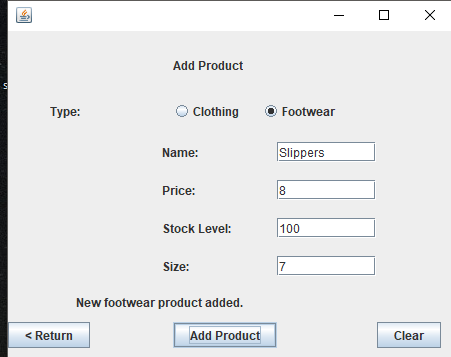 Add Product
Type: Clothing Footwear
Name: Slippers
Price: 8
Stock Level: 100
Size: 7
New footwear product added.
< Return Add Product Clear